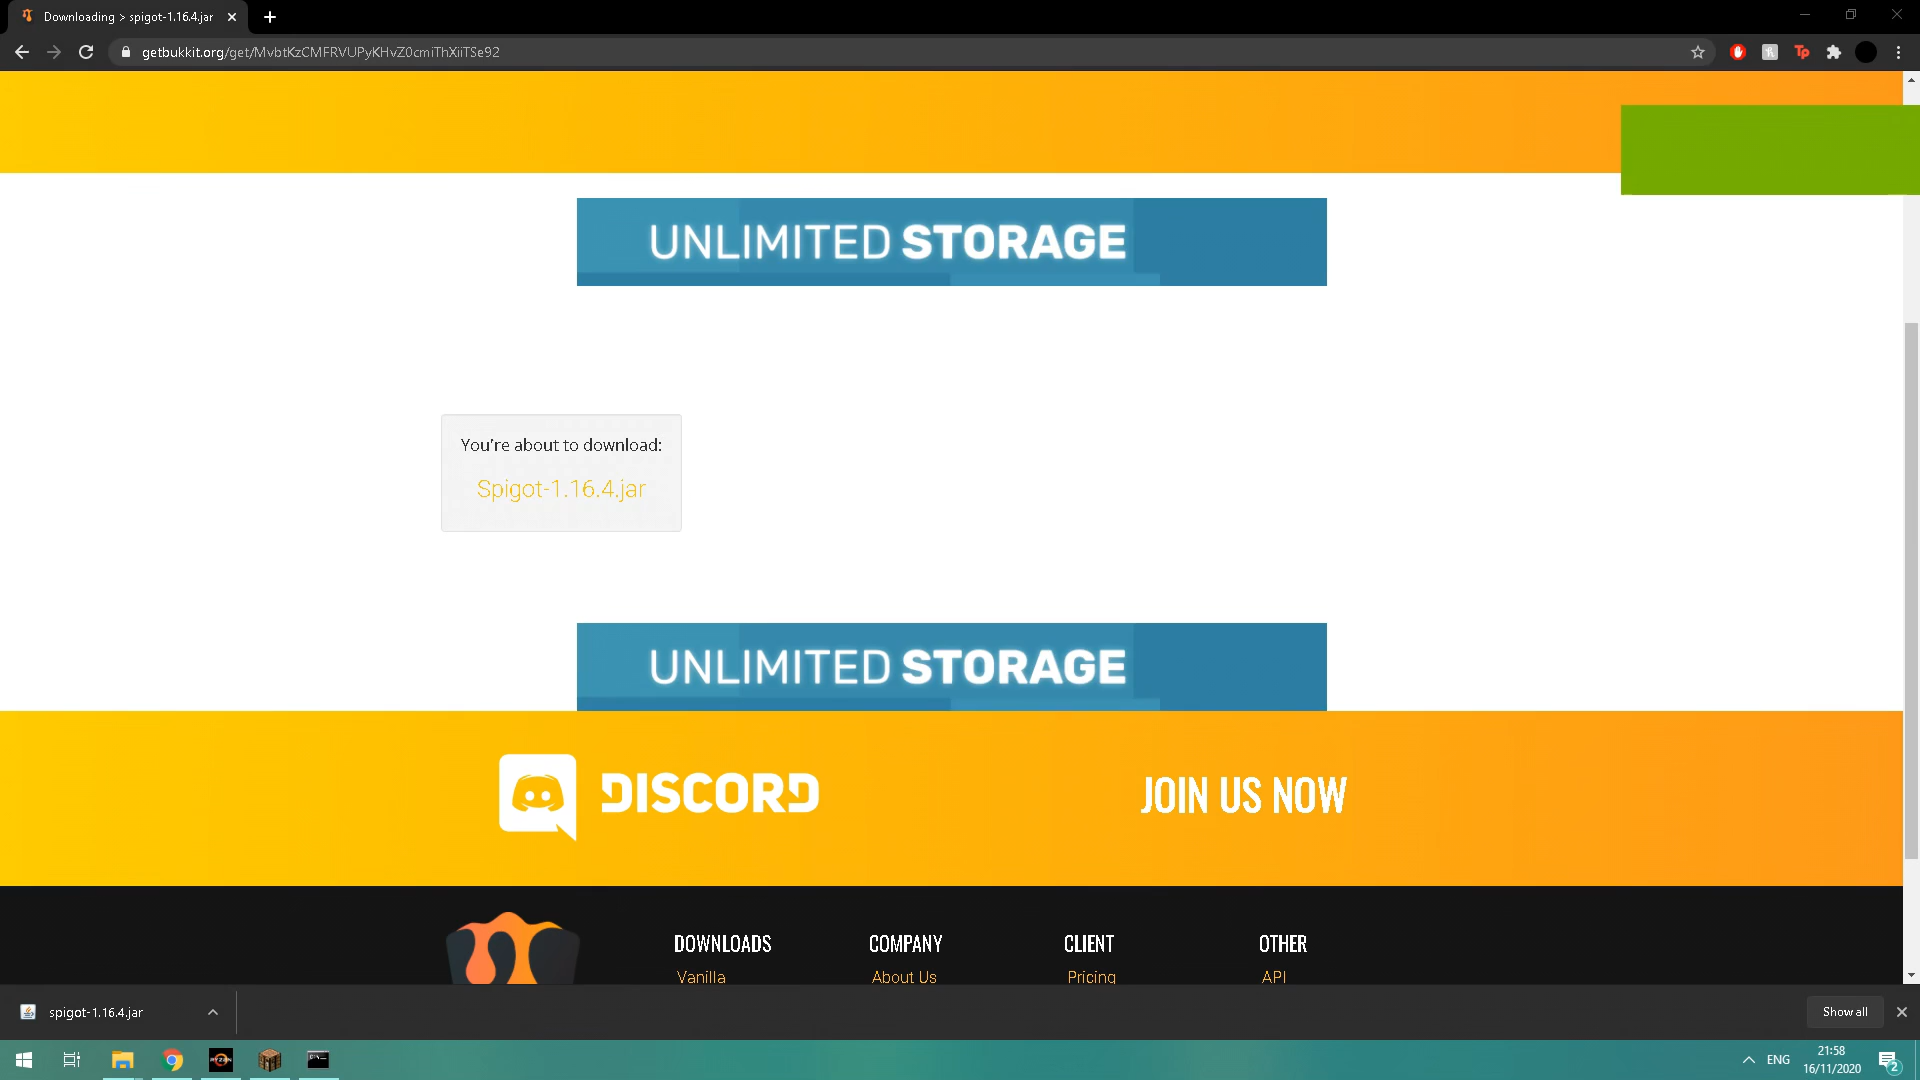 Downloading > spigot-1.16.4.jar
getbukkit.org/get/MvbtKzCMFRVUPyKHvZ0cmiThXiiTSe92
UNLIMITED STORAGE
You're about to download:
Spigot-1.16.4.jar
UNLIMITED STORAGE
DISCORD
JOIN US NOW
DOWNLOADS COMPANY CLIENT OTHER
Vanilla About Us Pricing API
spigot-1.16.4.jar
Show all
RYZEN
ENG
21:58
16/11/2020
2